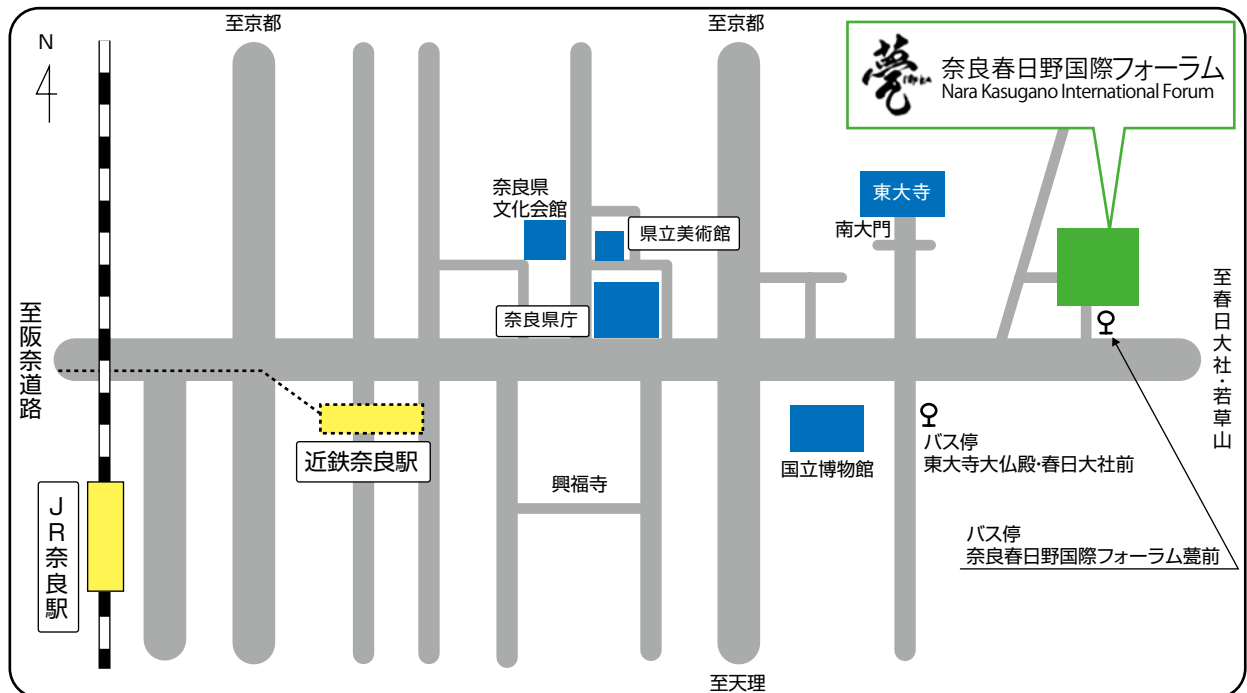 至京都
至京都
N
甍
奈良春日野国際フォーラム
Nara Kasugano International Forum
奈良県
文化会館
県立美術館
東大寺
南大門
奈良県庁
至阪奈道路
至春日大社・若草山
近鉄奈良駅
国立博物館
バス停
東大寺大仏殿・春日大社前
興福寺
JR奈良駅
バス停
奈良春日野国際フォーラム甍前
至天理